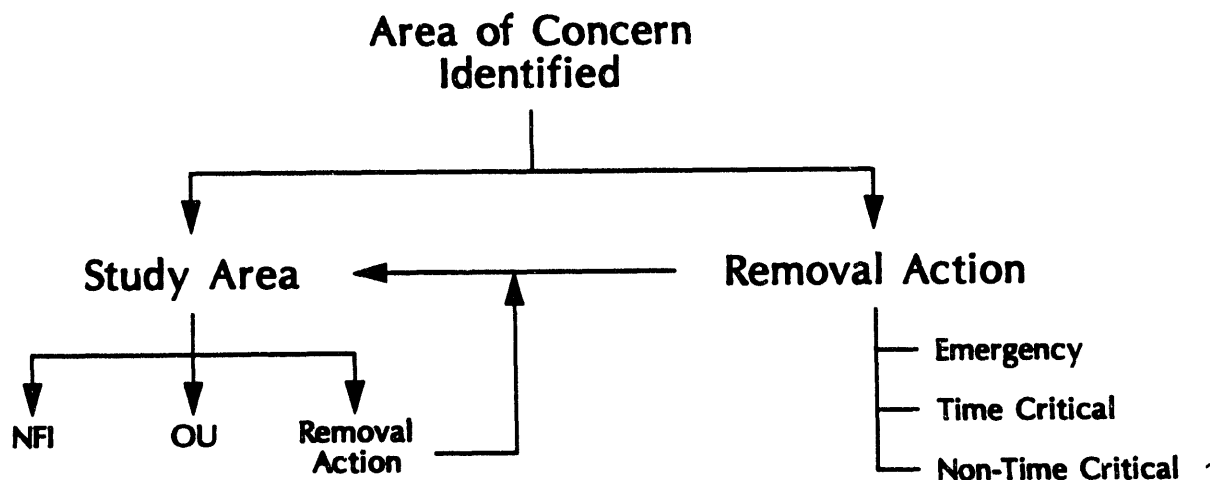 Area of Concern
Identified
Study Area
Removal Action
Emergency
Time Critical
Non-Time Critical
NFI
OU
Removal
Action